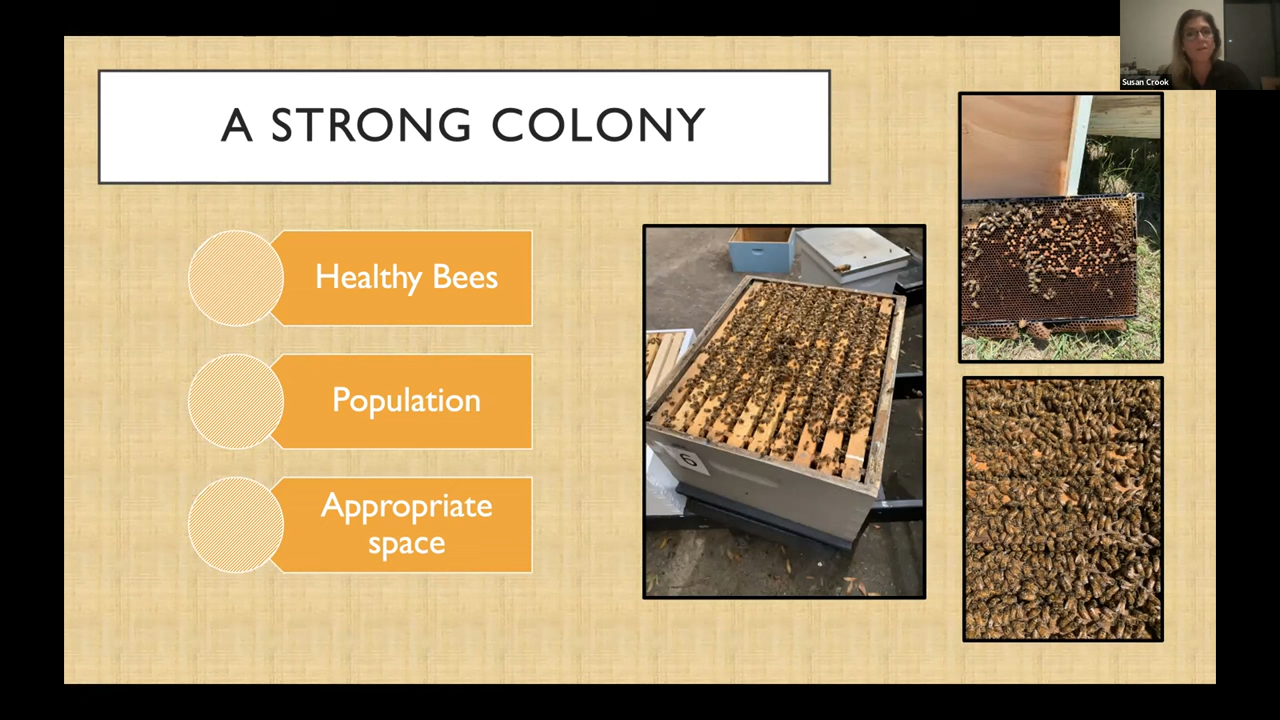 Susan Crook
A STRONG COLONY
Healthy Bees
Population
Appropriate
space
6